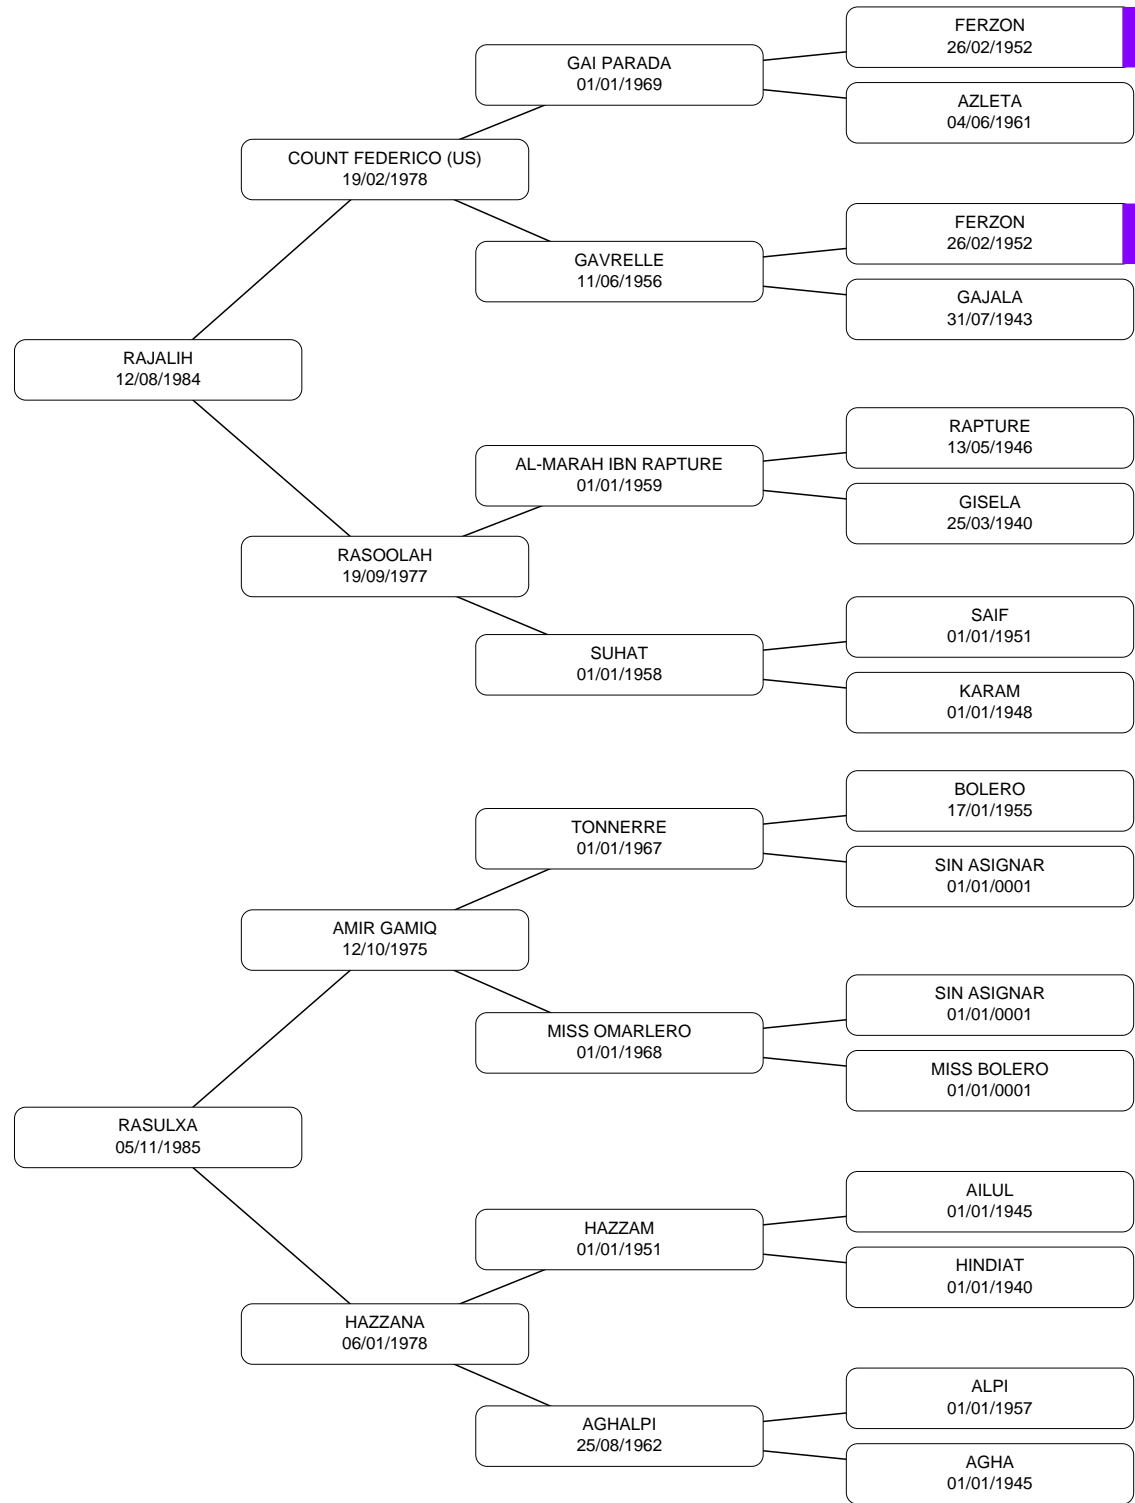 FERZON
26/02/1952
GAI PARADA
01/01/1969
AZLETA
04/06/1961
COUNT FEDERICO (US)
19/02/1978
FERZON
26/02/1952
GAVRELLE
11/06/1956
GAJALA
31/07/1943
RAJALIH
12/08/1984
RAPTURE
13/05/1946
AL-MARAH IBN RAPTURE
01/01/1959
GISELA
25/03/1940
RASOOLAH
19/09/1977
SAIF
01/01/1951
SUHAT
01/01/1958
KARAM
01/01/1948
BOLERO
17/01/1955
TONNERRE
01/01/1967
SIN ASIGNAR
01/01/0001
AMIR GAMIQ
12/10/1975
SIN ASIGNAR
01/01/0001
MISS OMARLERO
01/01/1968
MISS BOLERO
01/01/0001
RASULXA
05/11/1985
AILUL
01/01/1945
HAZZAM
01/01/1951
HINDIAT
01/01/1940
HAZZANA
06/01/1978
ALPI
01/01/1957
AGHALPI
25/08/1962
AGHA
01/01/1945